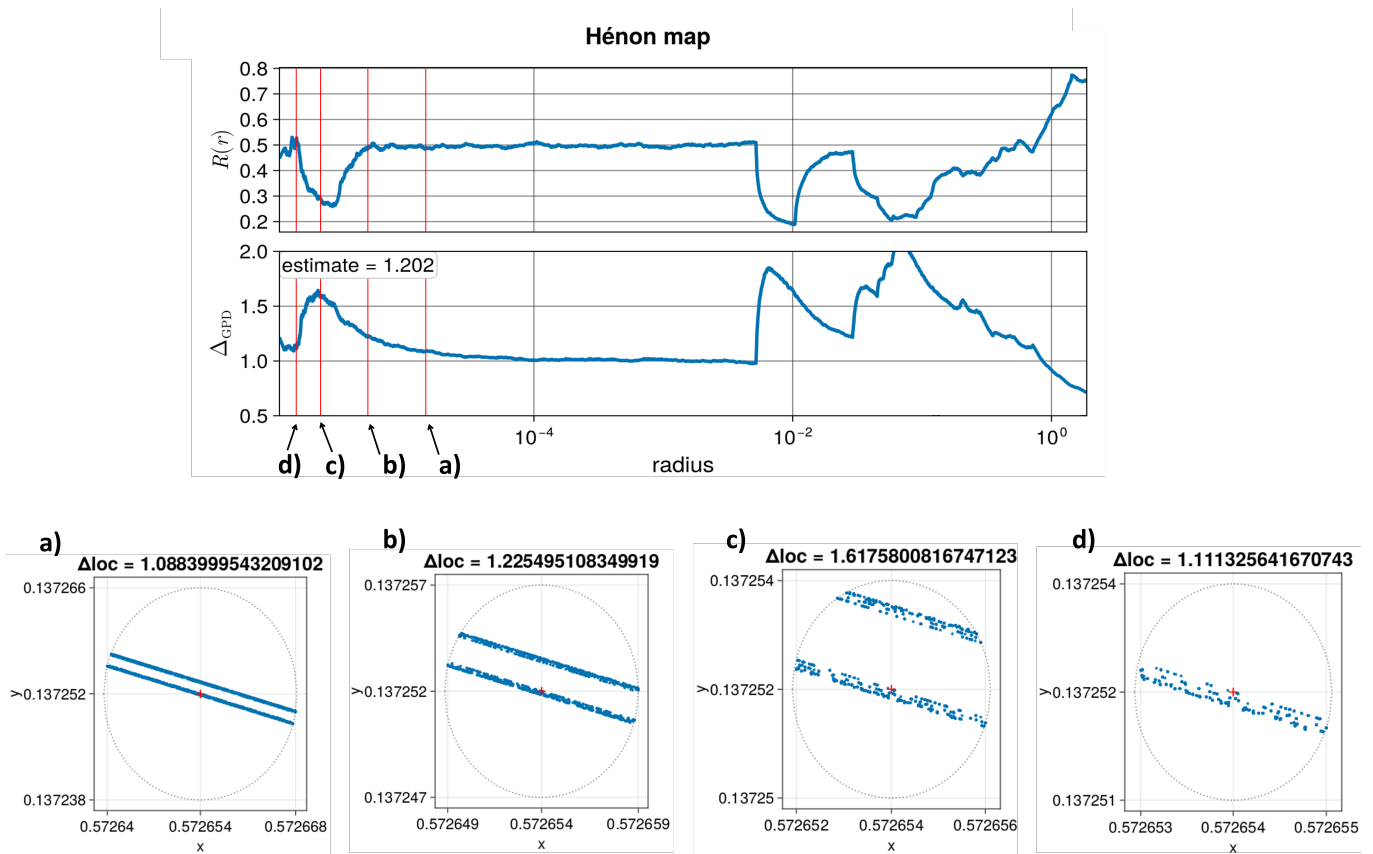 Hénon map
0.8
0.7
0.6
0.5
0.4
0.3
0.2
R(r)
2.0
1.5
1.0
0.5
estimate = 1.202
Δ_GPD
10⁻⁴ 10⁻² 10⁰
d) c) b) a)
radius
a)
Δloc = 1.0883999543209102
0.137266
0.137252
0.137238
y
0.57264 0.572654 0.572668
x
b)
Δloc = 1.225495108349919
0.137257
0.137252
0.137247
y
0.572649 0.572654 0.572659
x
c)
Δloc = 1.6175800816747123
0.137254
0.137252
0.13725
y
0.572652 0.572654 0.572656
x
d)
Δloc = 1.111325641670743
0.137254
0.137252
0.137251
y
0.572653 0.572654 0.572655
x